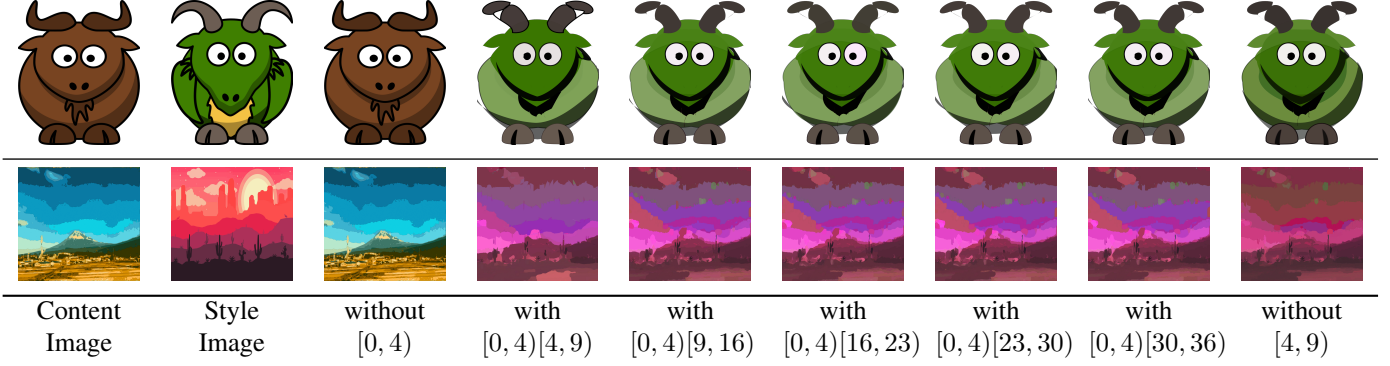 Content Style without with with with with with without
Image Image [0, 4) [0, 4)[4, 9) [0, 4)[9, 16) [0, 4)[16, 23) [0, 4)[23, 30) [0, 4)[30, 36) [4, 9)